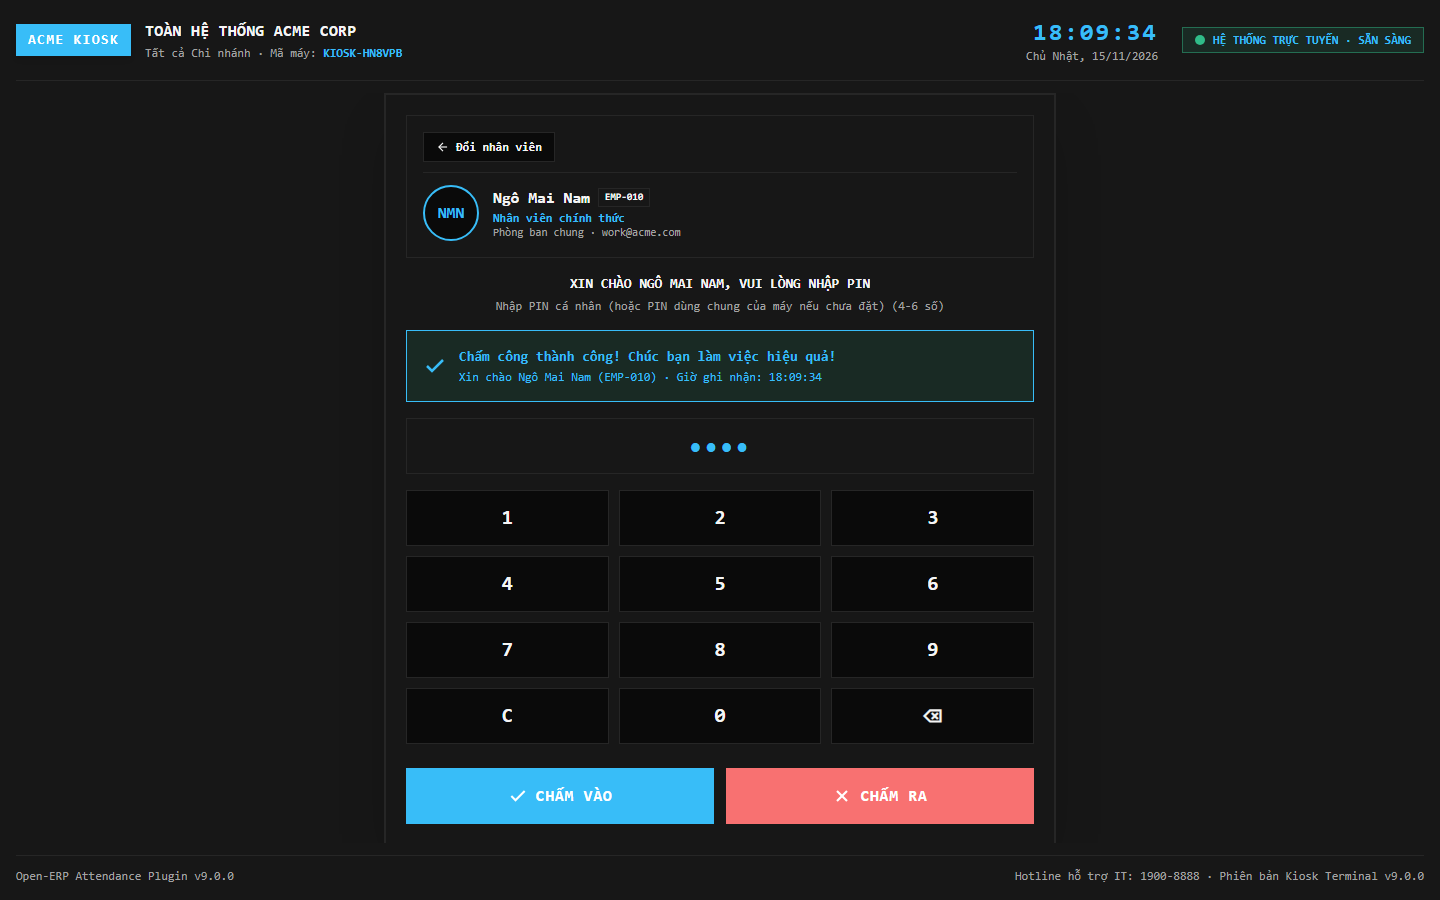 ACME KIOSK
TOÀN HỆ THỐNG ACME CORP
Tất cả Chi nhánh · Mã máy: KIOSK-HN8VPB
18:09:34
Chủ Nhật, 15/11/2026
HỆ THỐNG TRỰC TUYẾN · SẴN SÀNG
← Đổi nhân viên
NMN
Ngô Mai Nam EMP-010
Nhân viên chính thức
Phòng ban chung · work@acme.com
XIN CHÀO NGÔ MAI NAM, VUI LÒNG NHẬP PIN
Nhập PIN cá nhân (hoặc PIN dùng chung của máy nếu chưa đặt) (4-6 số)
Chấm công thành công! Chúc bạn làm việc hiệu quả!
Xin chào Ngô Mai Nam (EMP-010) · Giờ ghi nhận: 18:09:34
1 2 3
4 5 6
7 8 9
C 0
CHẤM VÀO
CHẤM RA
Open-ERP Attendance Plugin v9.0.0
Hotline hỗ trợ IT: 1900-8888 · Phiên bản Kiosk Terminal v9.0.0